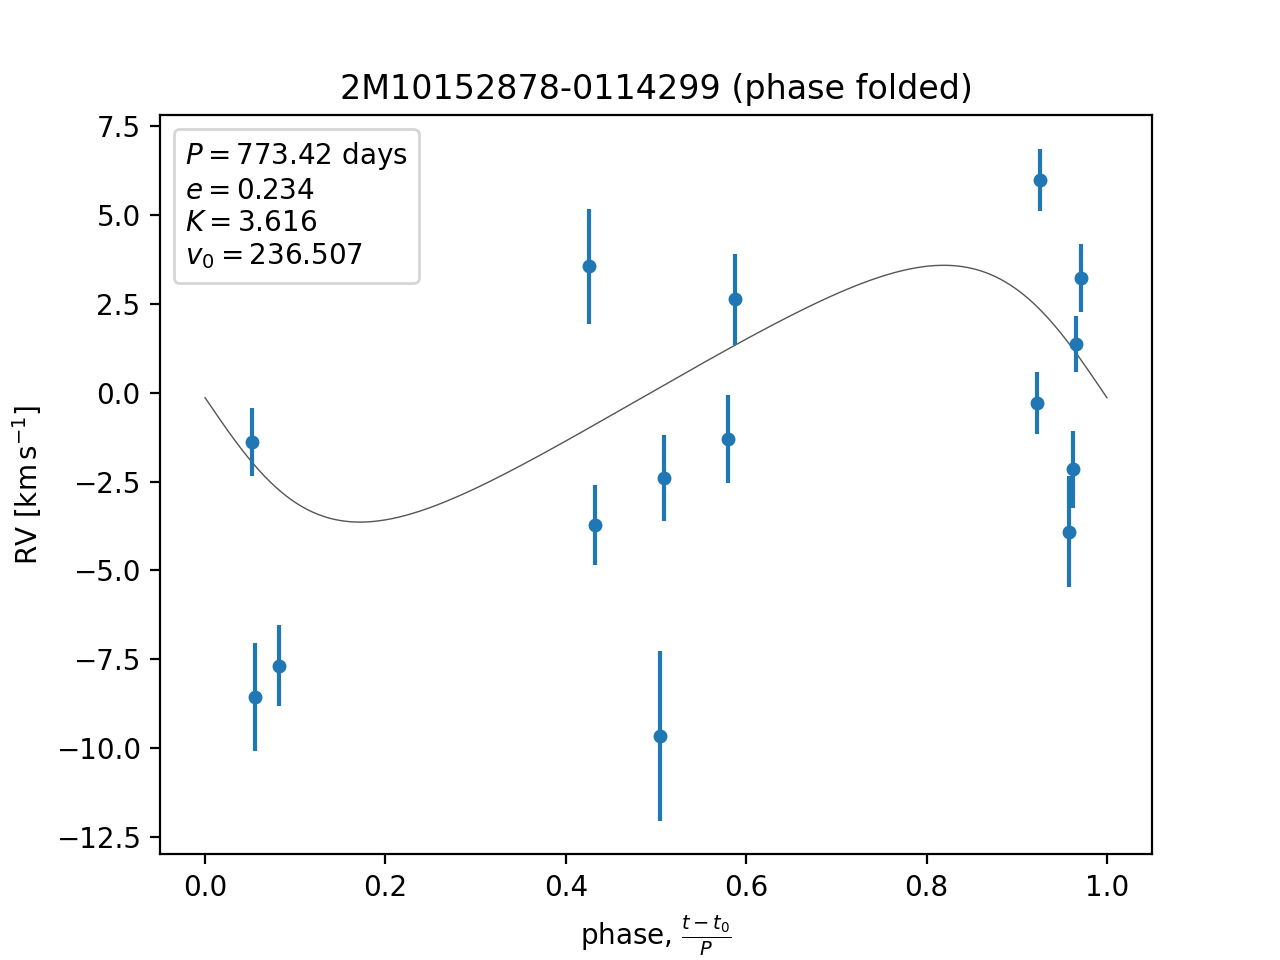 2M10152878-0114299 (phase folded)
P = 773.42 days
e = 0.234
K = 3.616
v₀ = 236.507
7.5
5.0
2.5
0.0
−2.5
−5.0
−7.5
−10.0
−12.5
RV [km s⁻¹]
0.0 0.2 0.4 0.6 0.8 1.0
phase, (t − t₀)/P